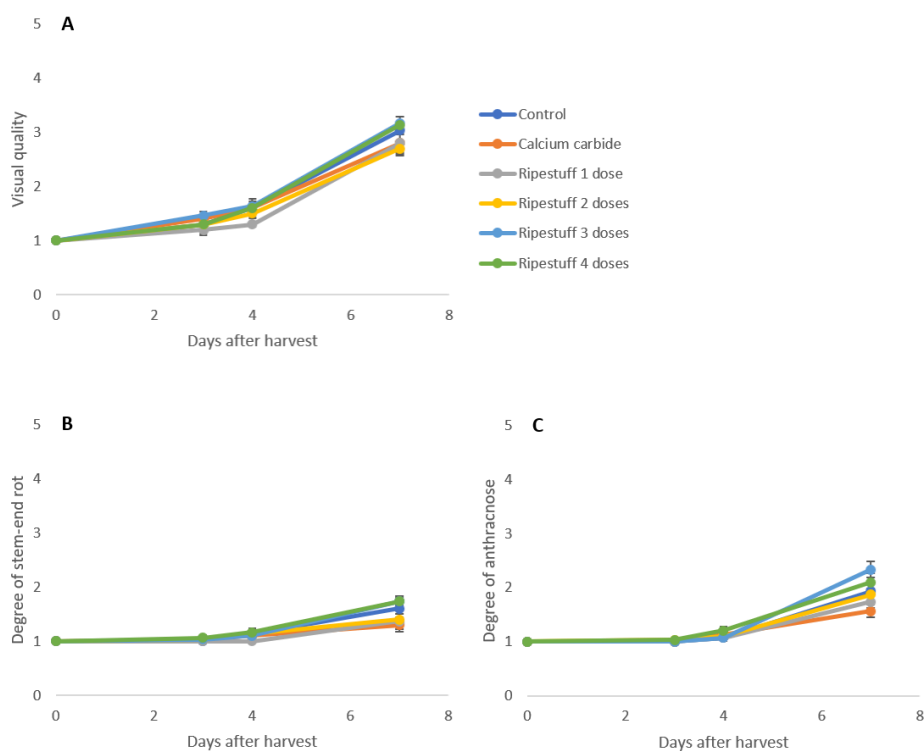 A
5
4
3
2
1
0
Visual quality
0 2 4 6 8
Days after harvest
Control
Calcium carbide
Ripestuff 1 dose
Ripestuff 2 doses
Ripestuff 3 doses
Ripestuff 4 doses
B
5
4
3
2
1
0
Degree of stem-end rot
0 2 4 6 8
Days after harvest
C
5
4
3
2
1
0
Degree of anthracnose
0 2 4 6 8
Days after harvest